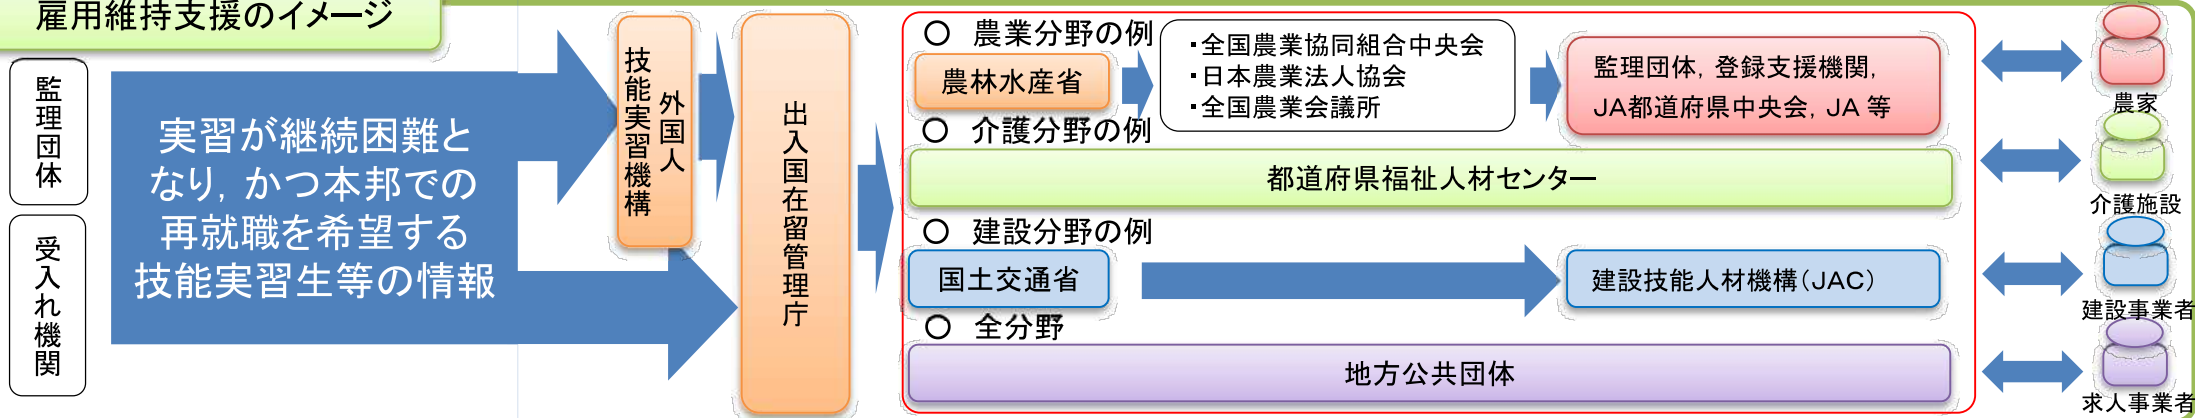 雇用維持支援のイメージ
監理団体
受入れ機関
実習が継続困難と
なり，かつ本邦での
再就職を希望する
技能実習生等の情報
外国人
技能実習機構
出入国在留管理庁
○ 農業分野の例
農林水産省
・全国農業協同組合中央会
・日本農業法人協会
・全国農業会議所
監理団体，登録支援機関，
JA都道府県中央会，JA 等
農家
○ 介護分野の例
都道府県福祉人材センター
介護施設
○ 建設分野の例
国土交通省
建設技能人材機構（JAC）
建設事業者
○ 全分野
地方公共団体
求人事業者